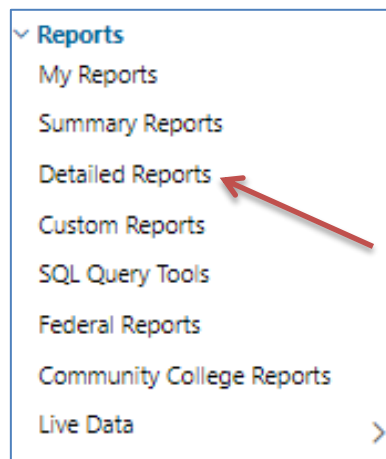 Reports
My Reports
Summary Reports
Detailed Reports
Custom Reports
SQL Query Tools
Federal Reports
Community College Reports
Live Data